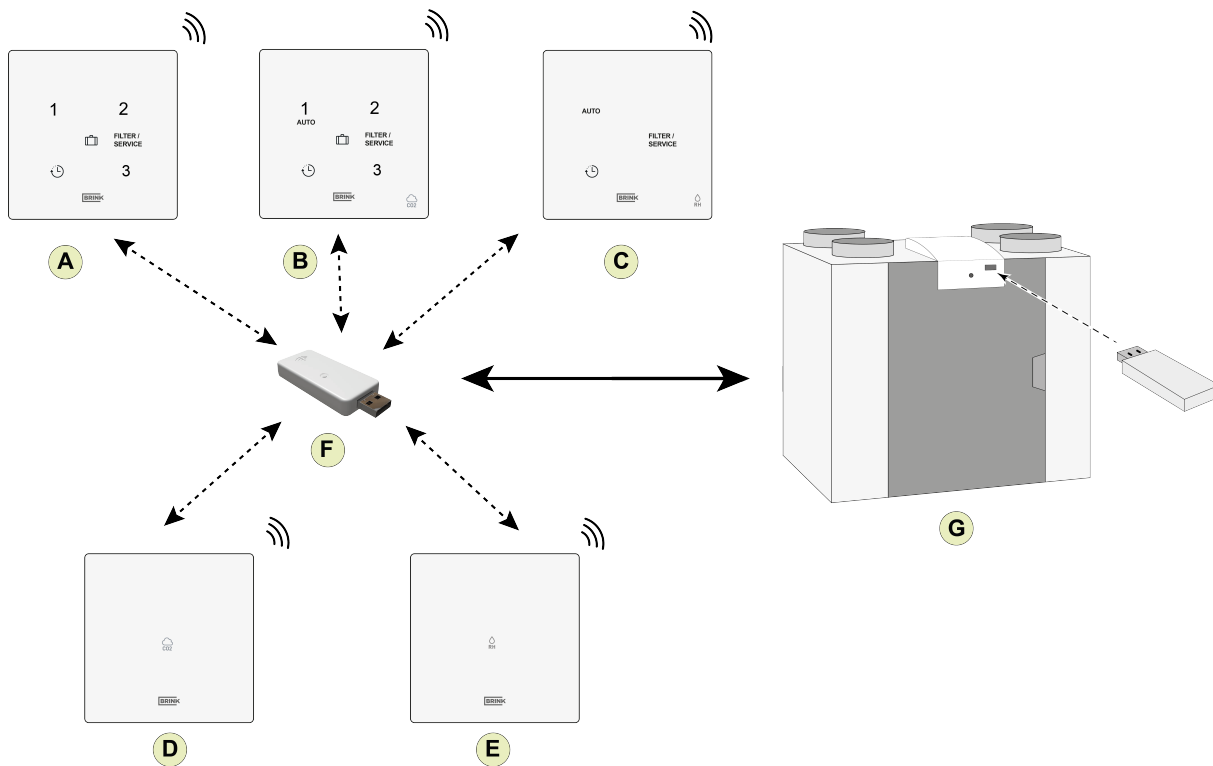 1
2
FILTER /
SERVICE
3
BRINK
A
1
AUTO
2
FILTER /
SERVICE
3
BRINK
CO2
B
AUTO
FILTER /
SERVICE
BRINK
RH
C
F
G
CO2
BRINK
D
RH
BRINK
E